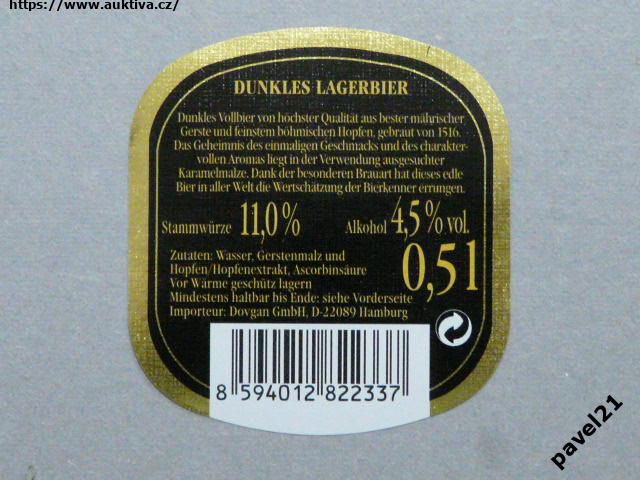 https://www.auktiva.cz/
DUNKLES LAGERBIER
Dunkles Vollbier von höchster Qualität aus bester mährischer
Gerste und feinstem böhmischen Hopfen, gebraut von 1516.
Das Geheimnis des einmaligen Geschmacks und des charakter-
vollen Aromas liegt in der Verwendung ausgesuchter
Karamelmalze. Dank der besonderen Brauart hat dieses edle
Bier in aller Welt die Wertschätzung der Bierkenner errungen.
Stammwürze 11,0% Alkohol 4,5% vol.
Zutaten: Wasser, Gerstenmalz und
Hopfen/Hopfenextrakt, Ascorbinsäure
Vor Wärme geschütz lagern
0,5 l
Mindestens haltbar bis Ende: siehe Vorderseite
Importeur: Dovgan GmbH, D-22089 Hamburg
8 594012 822337
pavel21